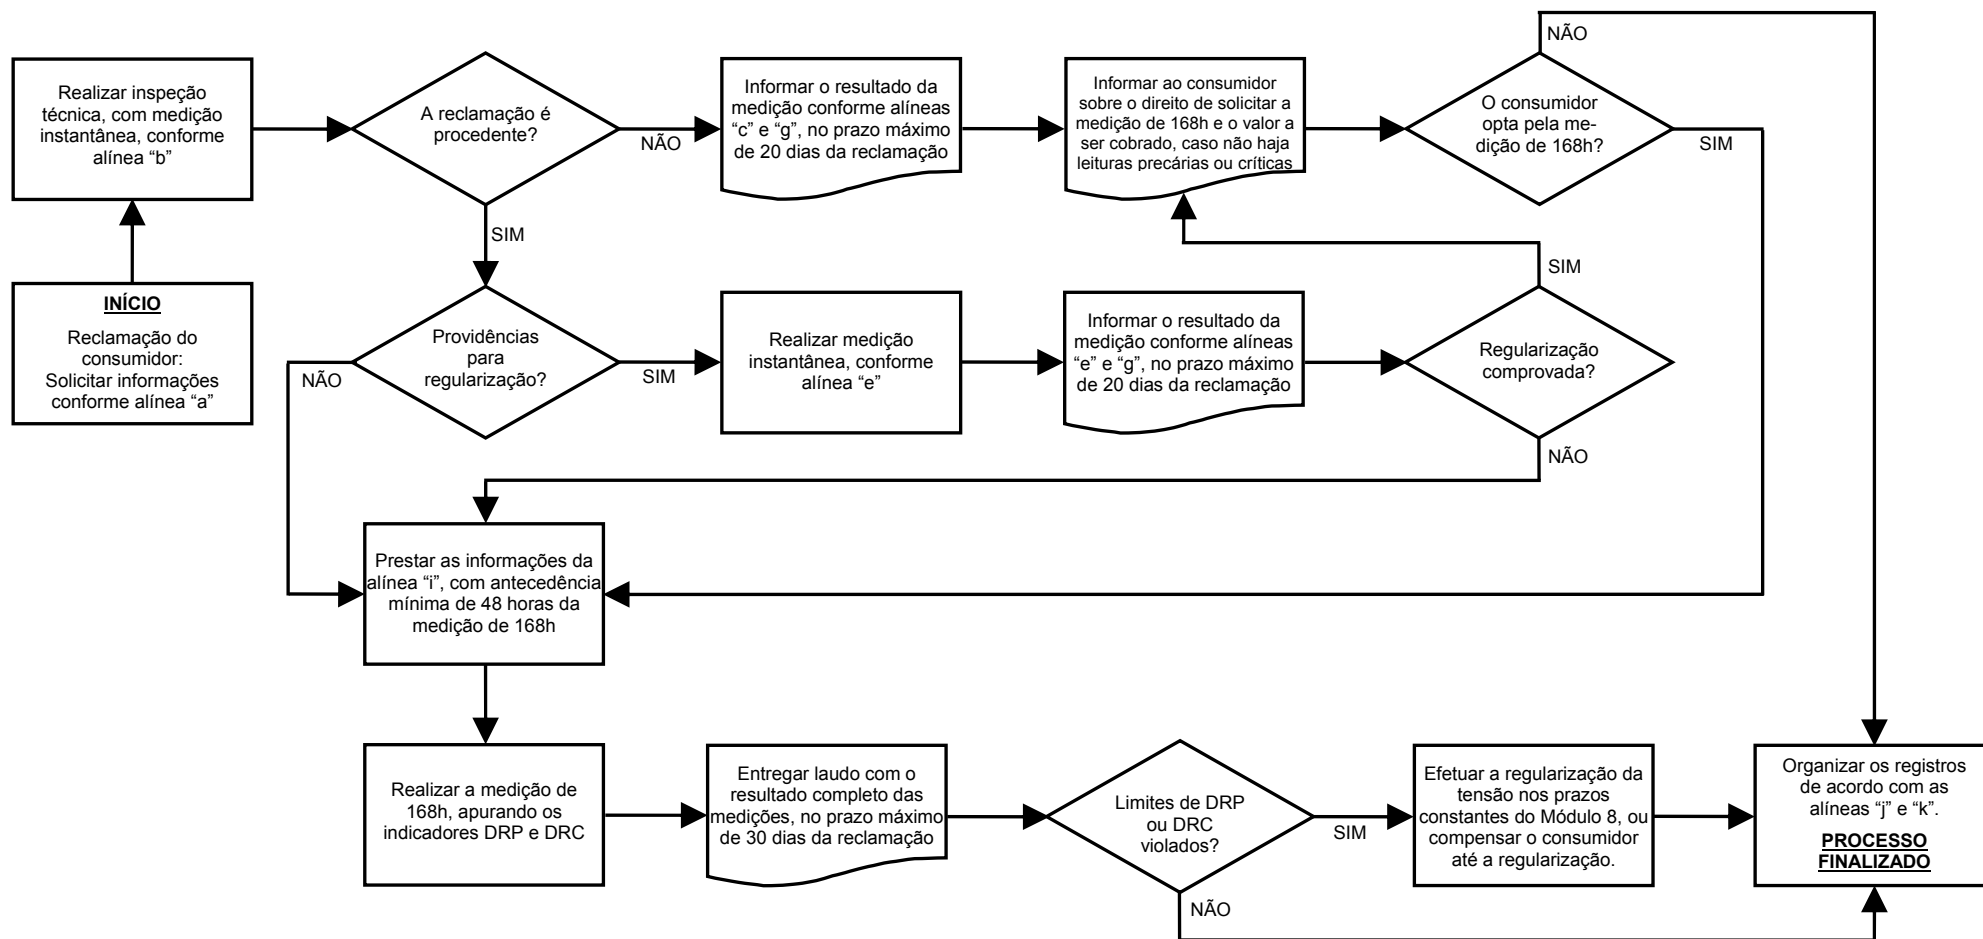 NÃO
Realizar inspeção
técnica, com medição
instantânea, conforme
alínea “b”
A reclamação é
procedente?
NÃO
Informar o resultado da
medição conforme alíneas
“c” e “g”, no prazo máximo
de 20 dias da reclamação
Informar ao consumidor
sobre o direito de solicitar a
medição de 168h e o valor a
ser cobrado, caso não haja
leituras precárias ou críticas
O consumidor
opta pela me-
dição de 168h?
SIM
SIM
INÍCIO
Reclamação do
consumidor:
Solicitar informações
conforme alínea “a”
NÃO
Providências
para
regularização?
SIM
Realizar medição
instantânea, conforme
alínea “e”
Informar o resultado da
medição conforme alíneas
“e” e “g”, no prazo máximo
de 20 dias da reclamação
SIM
Regularização
comprovada?
NÃO
Prestar as informações da
alínea “i”, com antecedência
mínima de 48 horas da
medição de 168h
Realizar a medição de
168h, apurando os
indicadores DRP e DRC
Entregar laudo com o
resultado completo das
medições, no prazo máximo
de 30 dias da reclamação
Limites de DRP
ou DRC
violados?
SIM
NÃO
Efetuar a regularização da
tensão nos prazos
constantes do Módulo 8, ou
compensar o consumidor
até a regularização.
Organizar os registros
de acordo com as
alíneas “j” e “k”.
PROCESSO
FINALIZADO